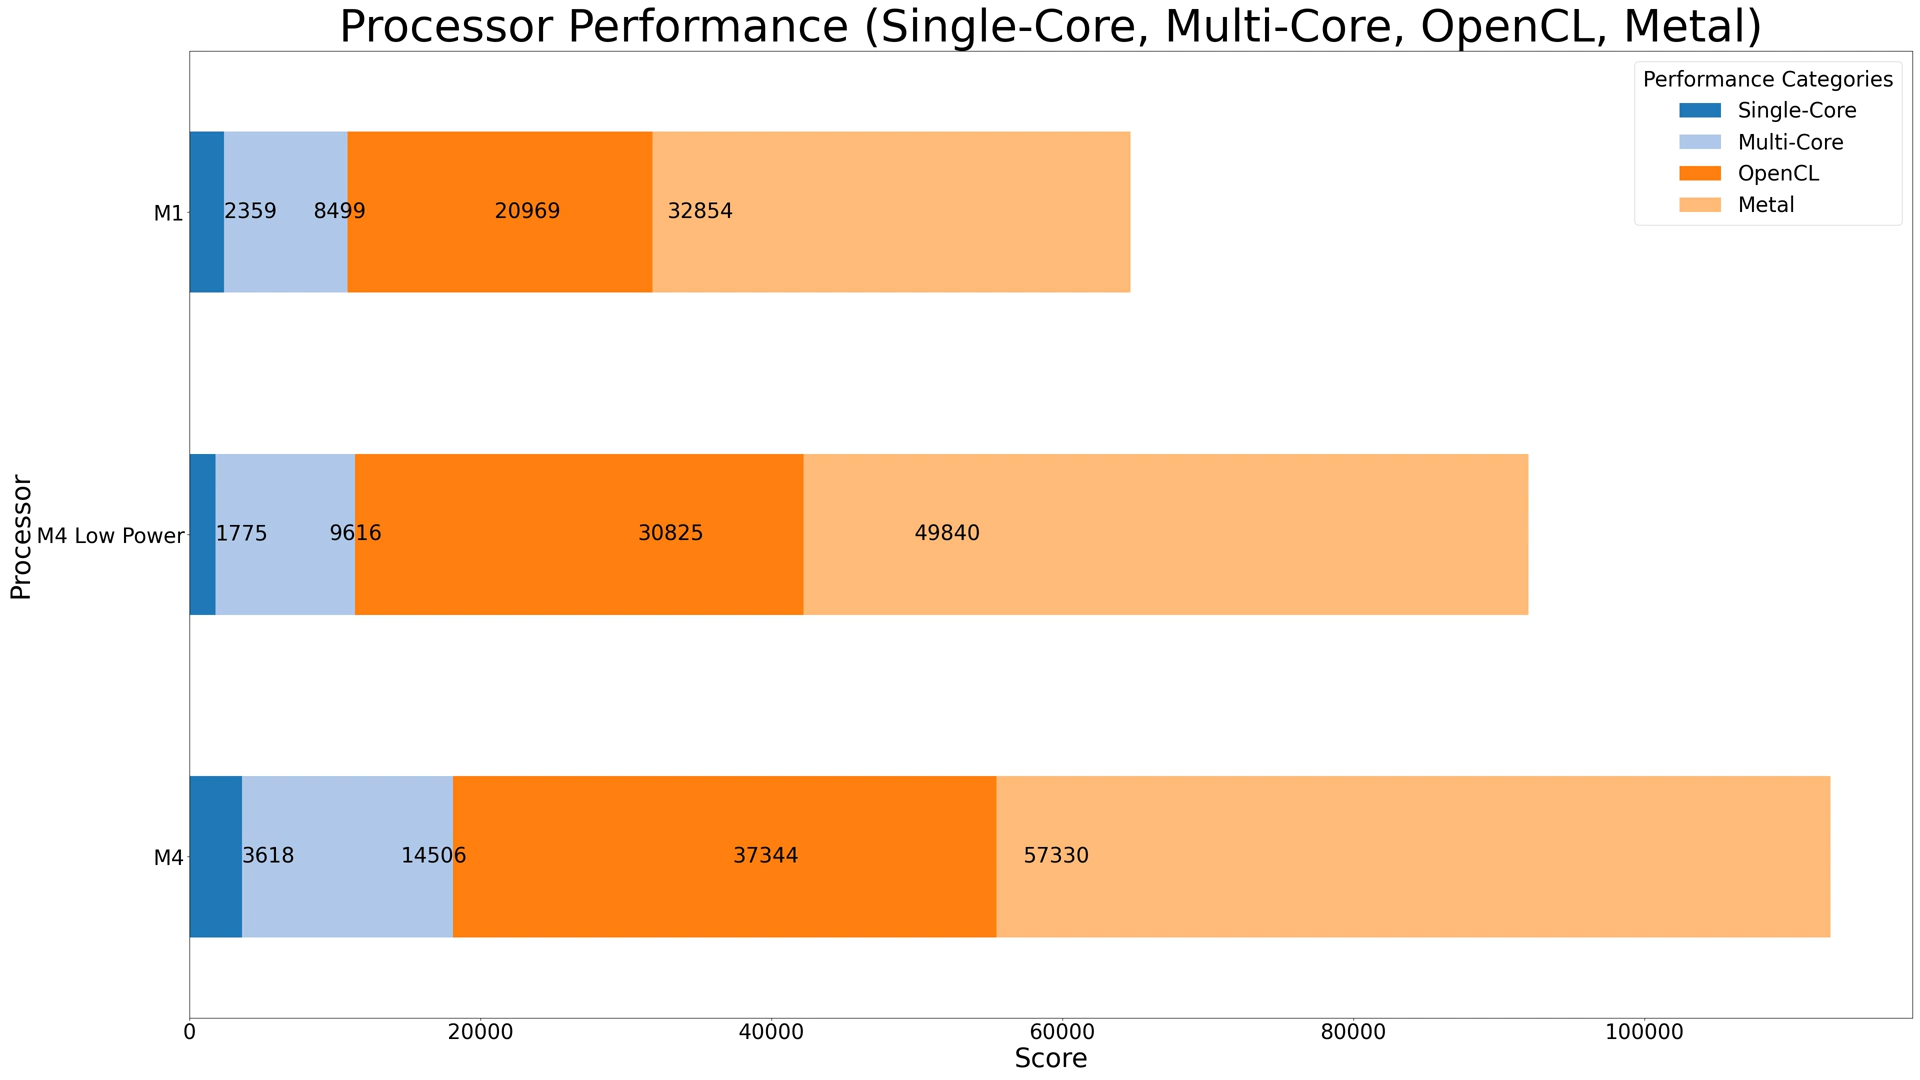 Processor Performance (Single-Core, Multi-Core, OpenCL, Metal)
Performance Categories
Single-Core
Multi-Core
OpenCL
Metal
M1
2359 8499 20969 32854
Processor
M4 Low Power
1775 9616 30825 49840
M4
3618 14506 37344 57330
0 20000 40000 60000 80000 100000
Score